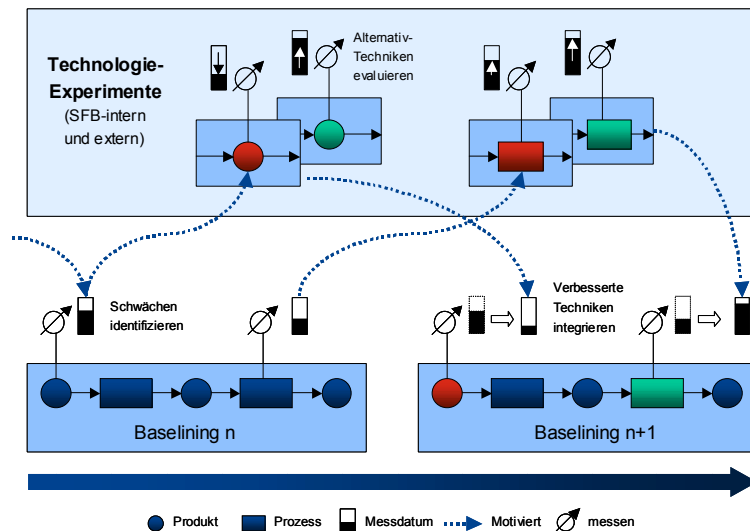 Technologie-
Experimente
(SFB-intern
und extern)
Alternativ-
Techniken
evaluieren
Schwächen
identifizieren
Verbesserte
Techniken
integrieren
Baselining n
Baselining n+1
Produkt
Prozess
Messdatum
Motiviert
messen